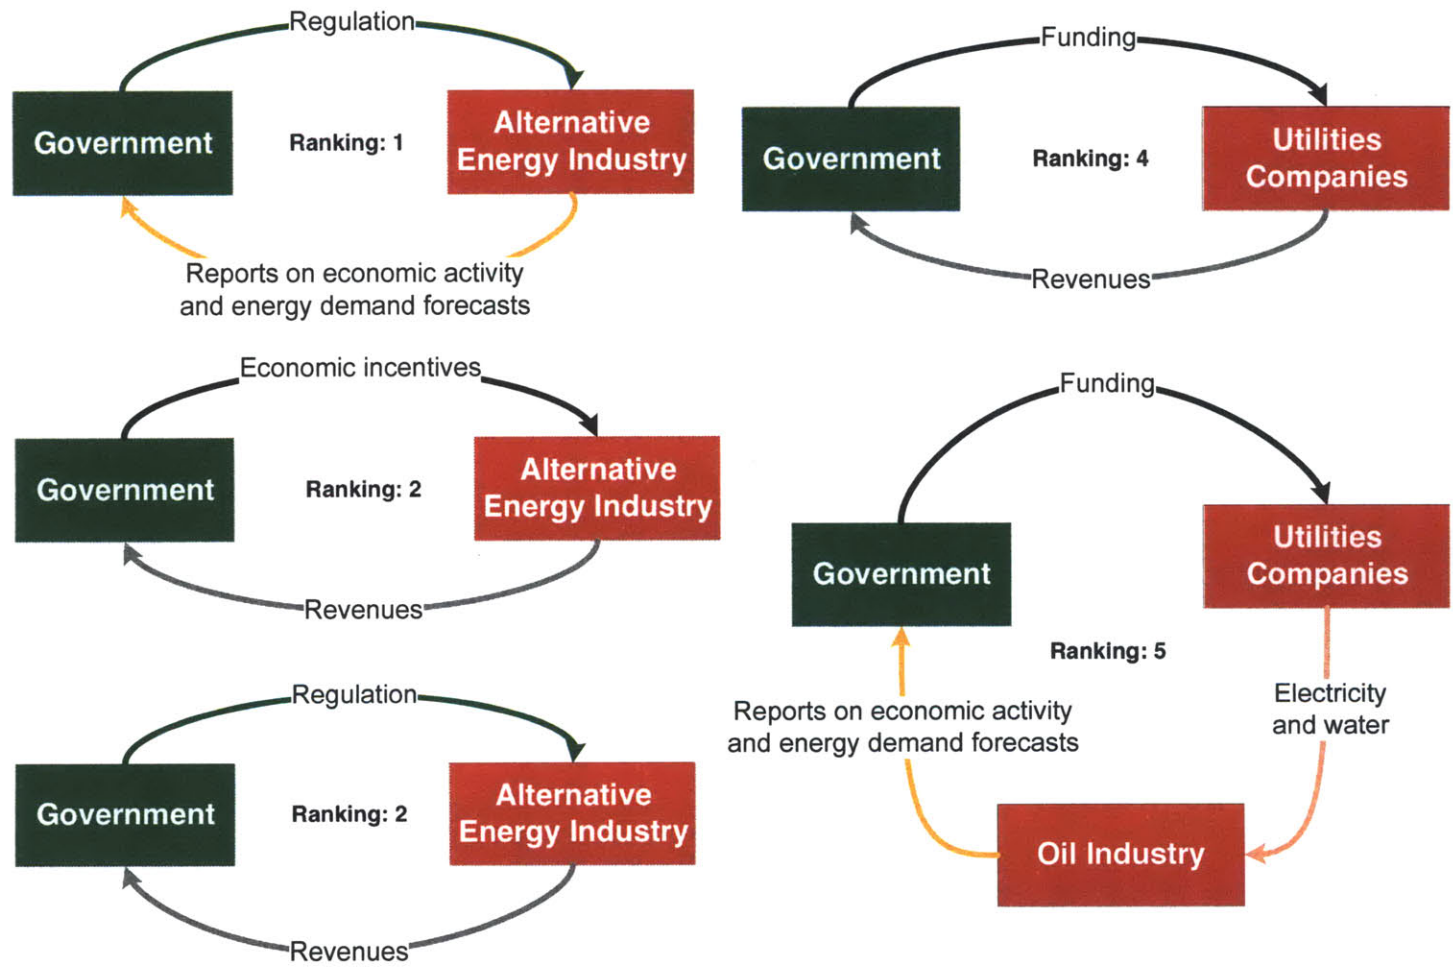 Regulation
Government
Ranking: 1
Alternative
Energy Industry
Reports on economic activity
and energy demand forecasts
Economic incentives
Government
Ranking: 2
Alternative
Energy Industry
Revenues
Regulation
Government
Ranking: 2
Alternative
Energy Industry
Revenues
Funding
Government
Ranking: 4
Utilities
Companies
Revenues
Funding
Utilities
Companies
Government
Ranking: 5
Electricity
and water
Reports on economic activity
and energy demand forecasts
Oil Industry